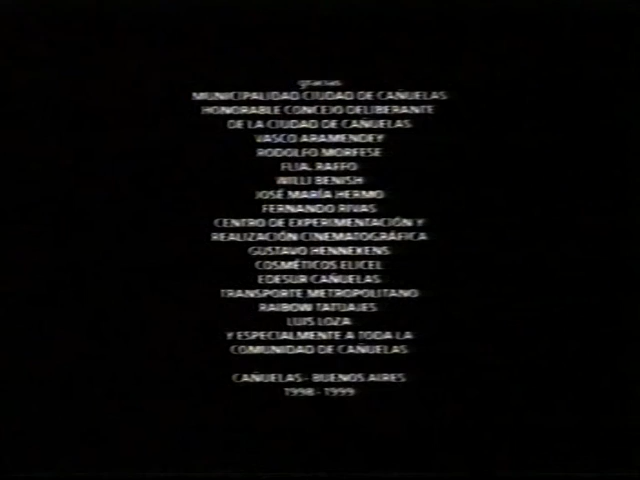 gracias
MUNICIPALIDAD CIUDAD DE CAÑUELAS
HONORABLE CONCEJO DELIBERANTE
DE LA CIUDAD DE CAÑUELAS
VASCO ARAMENDEY
RODOLFO MORFESE
FLIA. RAFFO
WILLI BENISH
JOSÉ MARÍA HERMO
FERNANDO RIVAS
CENTRO DE EXPERIMENTACIÓN Y
REALIZACIÓN CINEMATOGRÁFICA
GUSTAVO HENNEKENS
COSMÉTICOS ELICEL
EDESUR CAÑUELAS
TRANSPORTE METROPOLITANO
RAIBOW TATUAJES
LUIS LOZA
Y ESPECIALMENTE A TODA LA
COMUNIDAD DE CAÑUELAS
CAÑUELAS - BUENOS AIRES
1998 - 1999